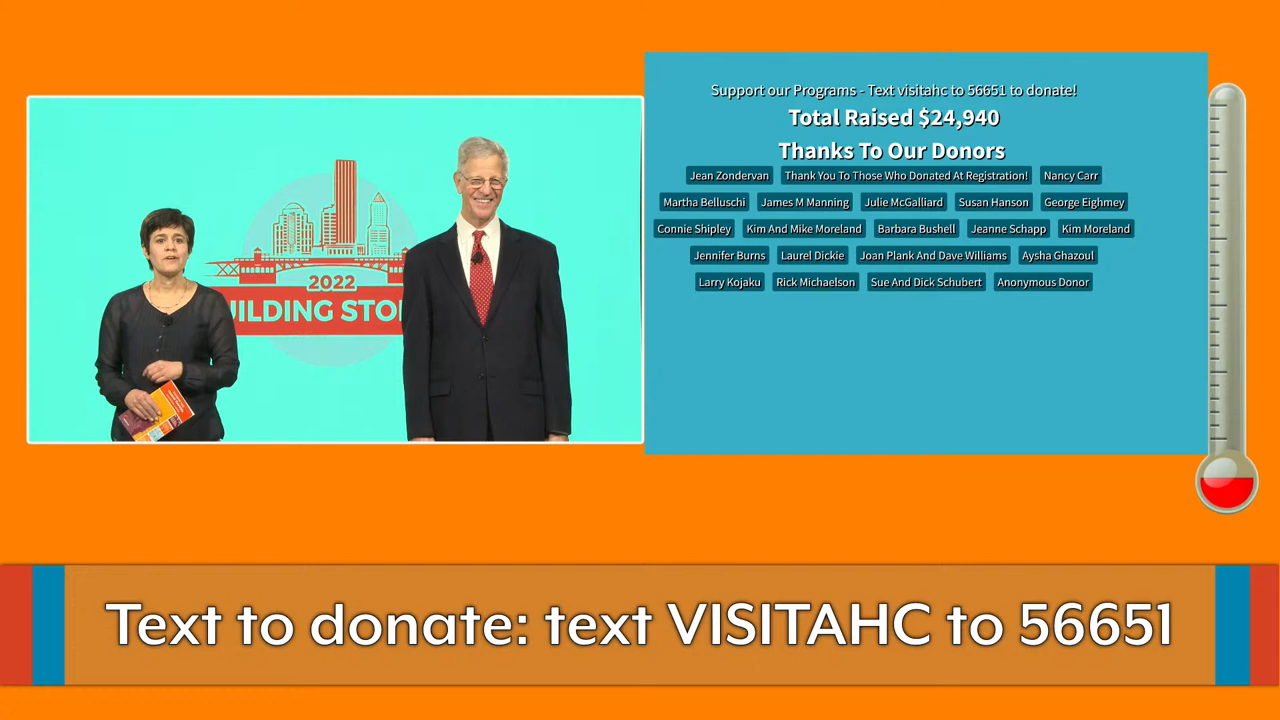 2022
UILDING STO
Support our Programs - Text visitahc to 56651 to donate!
Total Raised $24,940
Thanks To Our Donors
Jean Zondervan Thank You To Those Who Donated At Registration! Nancy Carr
Martha Belluschi James M Manning Julie McGalliard Susan Hanson George Eighmey
Connie Shipley Kim And Mike Moreland Barbara Bushell Jeanne Schapp Kim Moreland
Jennifer Burns Laurel Dickie Joan Plank And Dave Williams Aysha Ghazoul
Larry Kojaku Rick Michaelson Sue And Dick Schubert Anonymous Donor
Text to donate: text VISITAHC to 56651